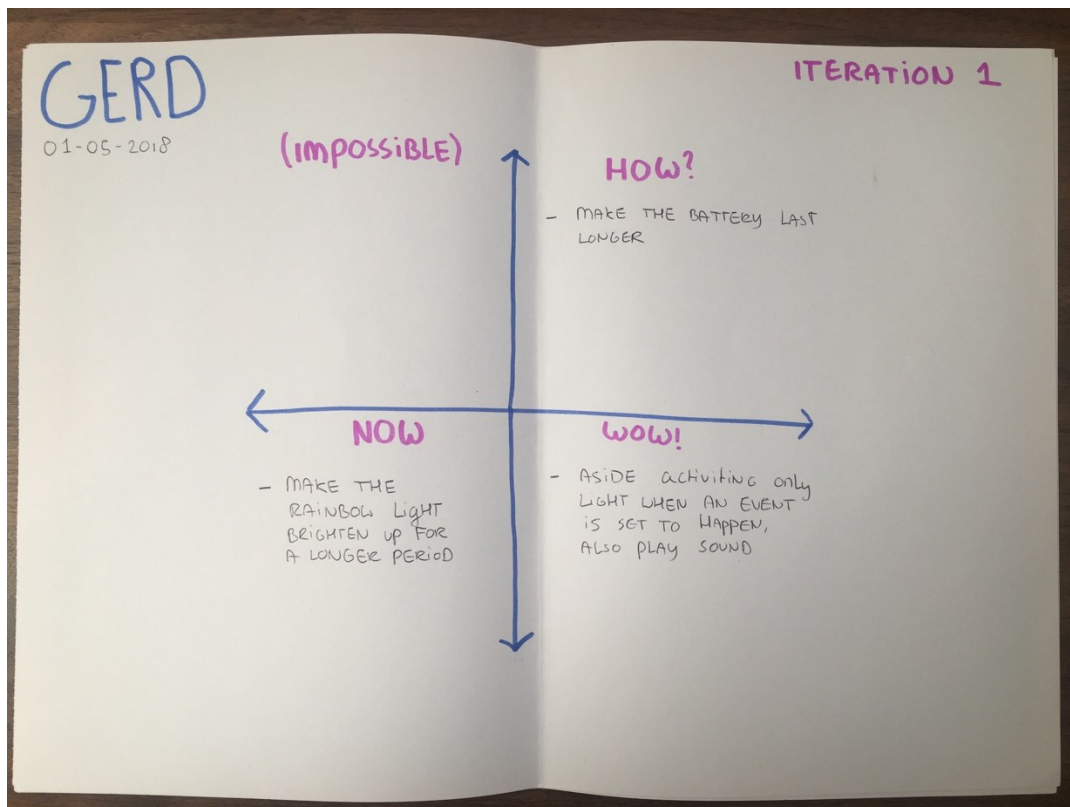 GERD
01-05-2018
ITERATiON 1
(IMPOSSiBLE)
HOW?
- MAKE THE BATTERy LAST
LONGER
NOW
- MAKE THE
RAiNBOW LigHT
BRiGHTEN up FOR
A LONGER PERioD
WOW!
- ASiDE activiting only
LiGHT WHEN AN EVENT
iS SET TO HAPPEN,
ALSO PLAy SOUND